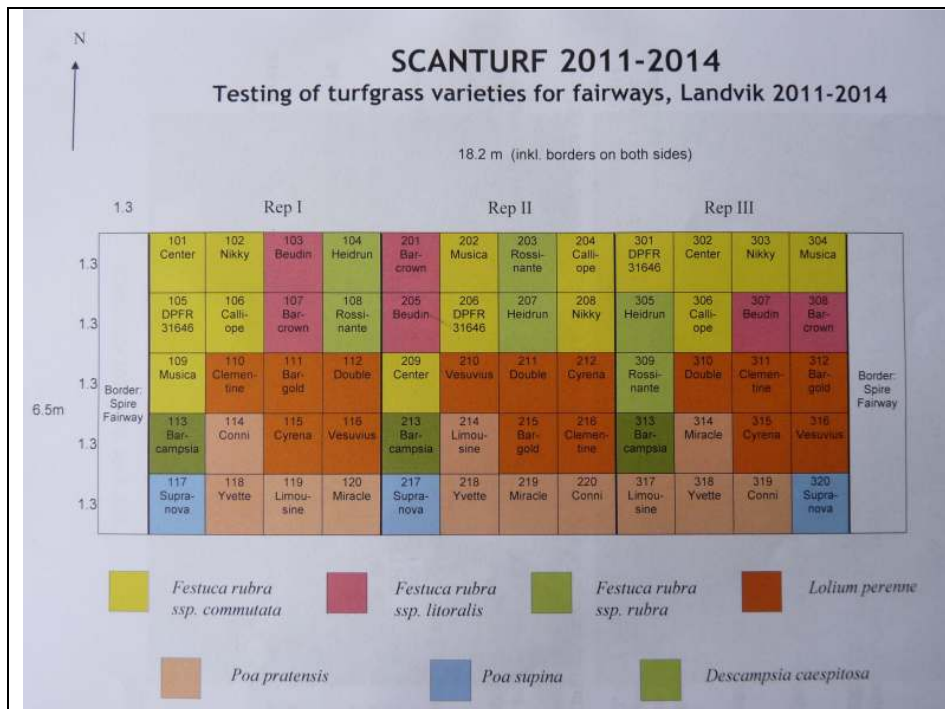 N
SCANTURF 2011-2014
Testing of turfgrass varieties for fairways, Landvik 2011-2014
18.2 m (inkl. borders on both sides)
1.3 Rep I Rep II Rep III
1.3
101 102 103 104 201 202 203 204 301 302 303 304
Center Nikky Beudin Heidrun Bar- Musica Rossi- Calli- DPFR Center Nikky Musica
crown nante ope 31646
1.3
105 106 107 108 205 206 207 208 305 306 307 308
DPFR Calli- Bar- Rossi- Beudin DPFR Heidrun Nikky Heidrun Calli- Beudin Bar-
31646 ope crown nante 31646 ope crown
1.3
109 110 111 112 209 210 211 212 309 310 311 312
Musica Clemen- Bar- Double Center Vesuvius Double Cyrena Rossi- Double Clemen- Bar-
tine gold nante tine gold
Border: Border:
Spire Spire
Fairway Fairway
6.5m
1.3
113 114 115 116 213 214 215 216 313 314 315 316
Bar- Conni Cyrena Vesuvius Bar- Limou- Bar- Clemen- Bar- Miracle Cyrena Vesuvius
campsia campsia sine gold tine campsia
1.3
117 118 119 120 217 218 219 220 317 318 319 320
Supra- Yvette Limou- Miracle Supra- Yvette Miracle Conni Limou- Yvette Conni Supra-
nova sine nova sine nova
Festuca rubra Festuca rubra Festuca rubra Lolium perenne
ssp. commutata ssp. litoralis ssp. rubra
Poa pratensis Poa supina Descampsia caespitosa